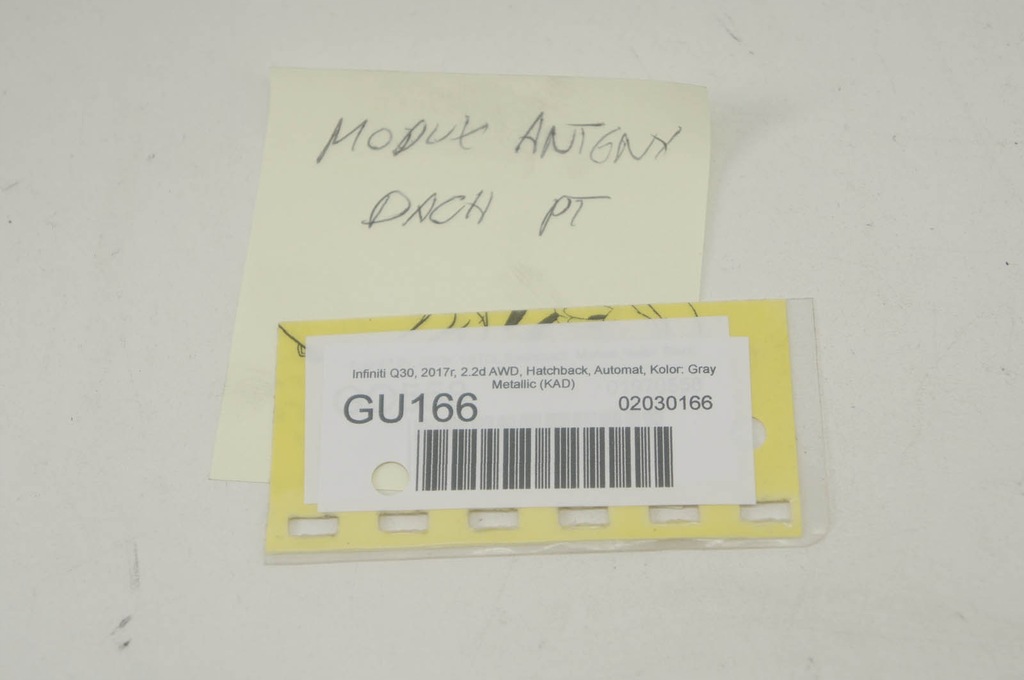 MODUŁ ANTENY
DACH PT
Infiniti Q30, 2017r, 2.2d AWD, Hatchback, Automat, Kolor: Gray
Metallic (KAD)
GU166
02030166